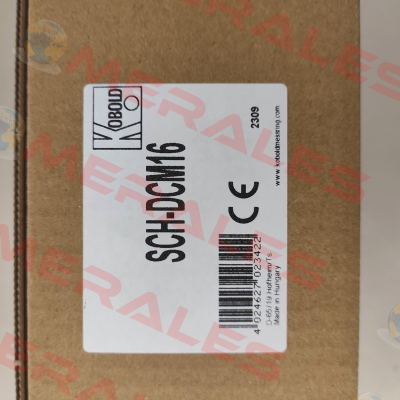 KOBOLD
SCH-DCM16
CE
2309
www.koboldmessring.com
4 024627 023422
D-65719 Hofheim/Ts
Made in Hungary
MERALES
MERALES
MERALES